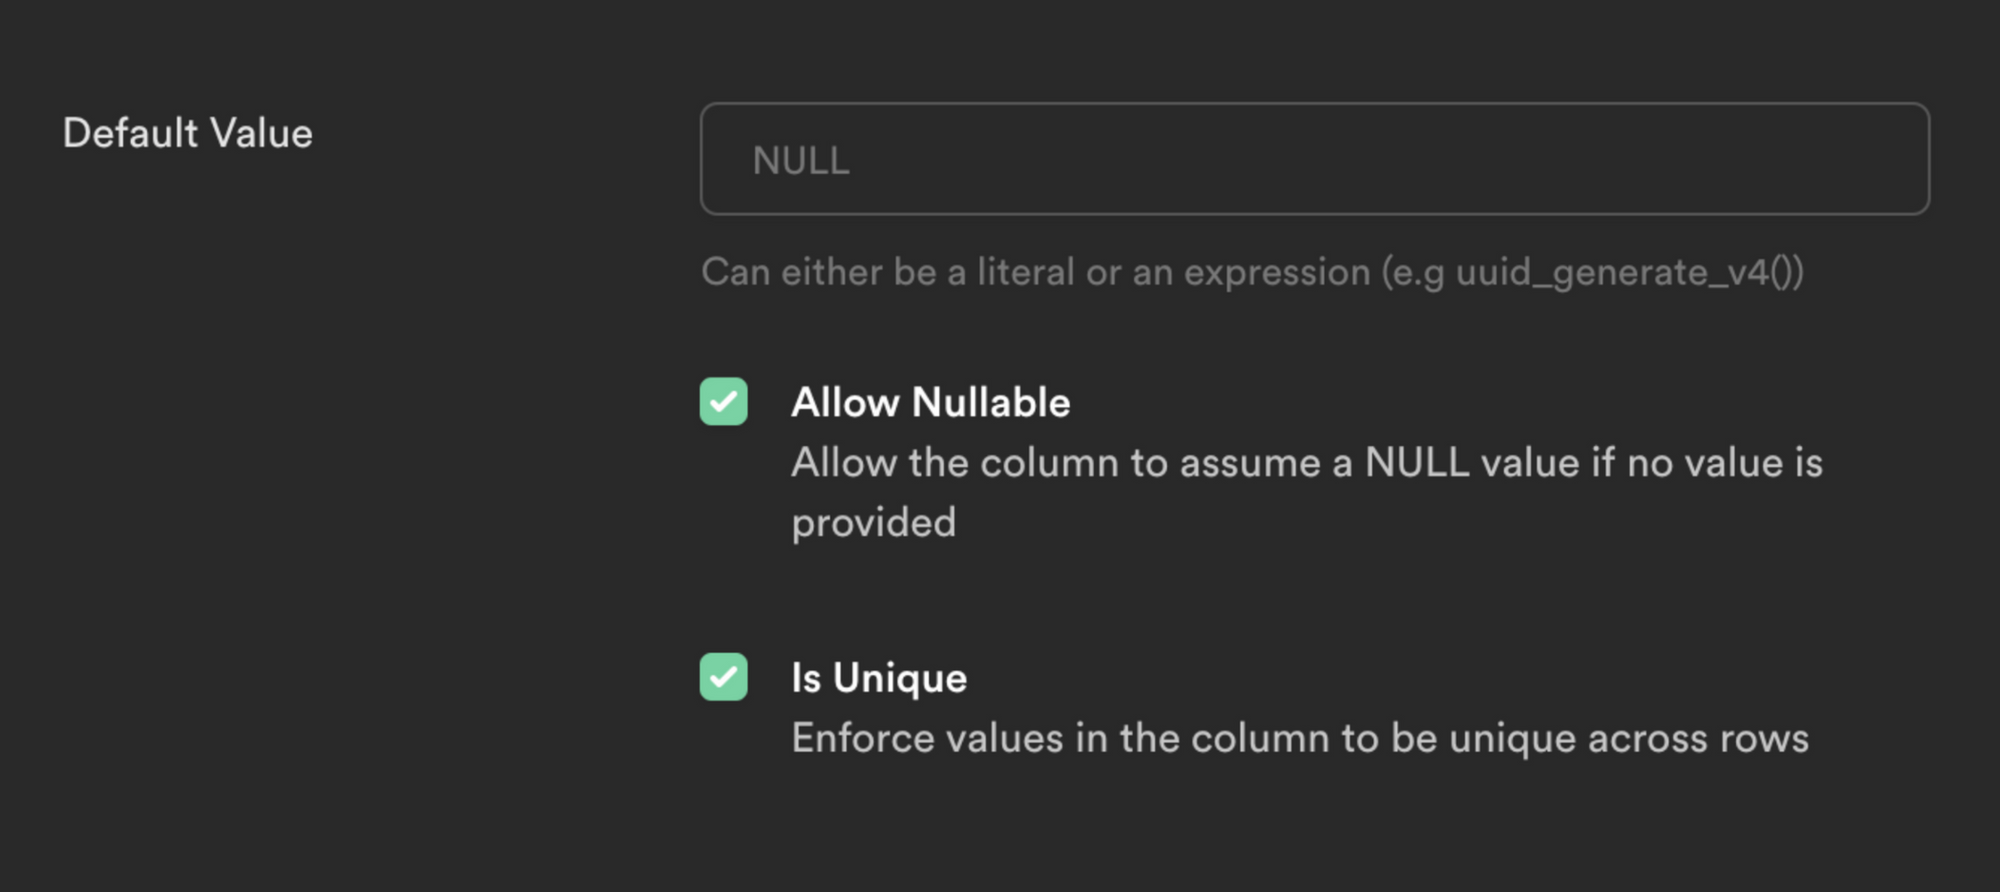 Default Value
NULL
Can either be a literal or an expression (e.g uuid_generate_v4())
Allow Nullable
Allow the column to assume a NULL value if no value is
provided
Is Unique
Enforce values in the column to be unique across rows